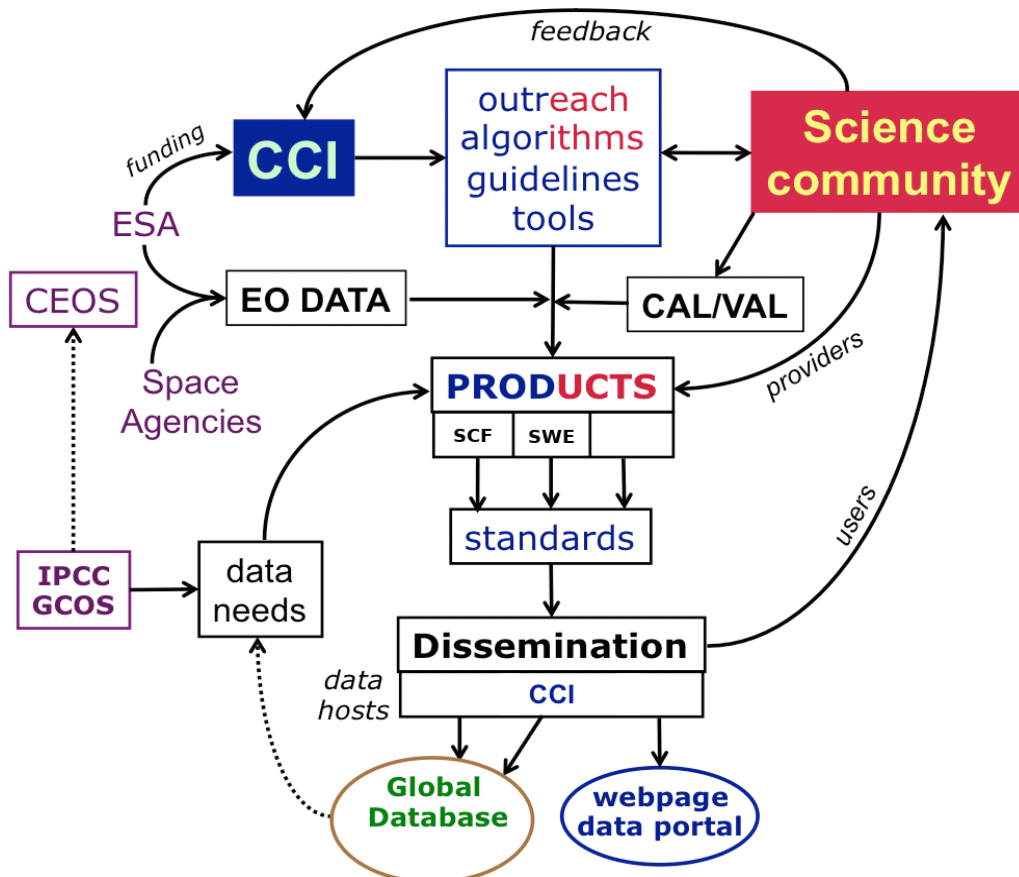 feedback
outreach
algorithms
guidelines
tools
Science
community
funding
CCI
ESA
CEOS
EO DATA
CAL/VAL
Space
Agencies
PRODUCTS
providers
SCF
SWE
users
standards
IPCC
GCOS
data
needs
Dissemination
data
hosts
CCI
Global
Database
webpage
data portal